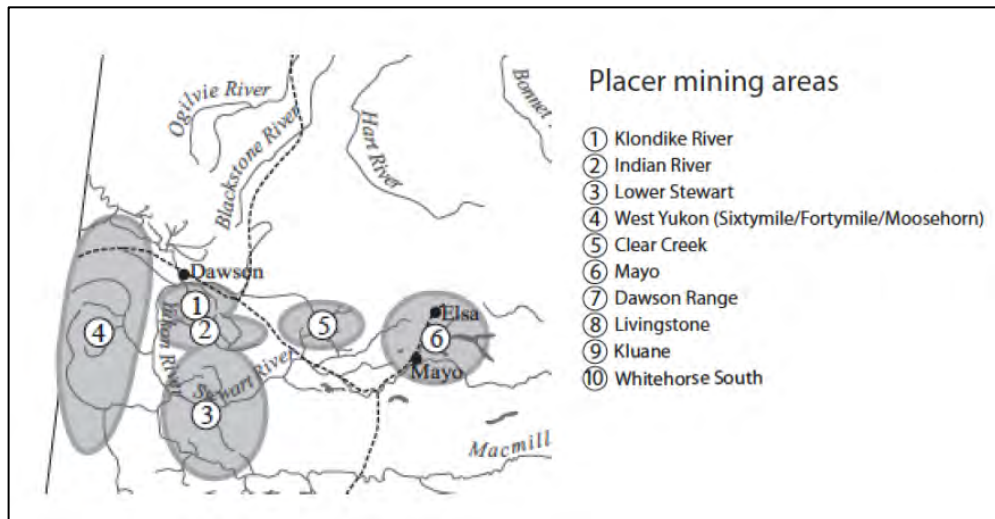 Ogilvie River
Blackstone River
Hart River
Bonnet
Dawson
1
2
Yukon River
3
Stewart River
4
5
Elsa
6
Mayo
Macmill
Placer mining areas
1 Klondike River
2 Indian River
3 Lower Stewart
4 West Yukon (Sixtymile/Fortymile/Moosehorn)
5 Clear Creek
6 Mayo
7 Dawson Range
8 Livingstone
9 Kluane
10 Whitehorse South